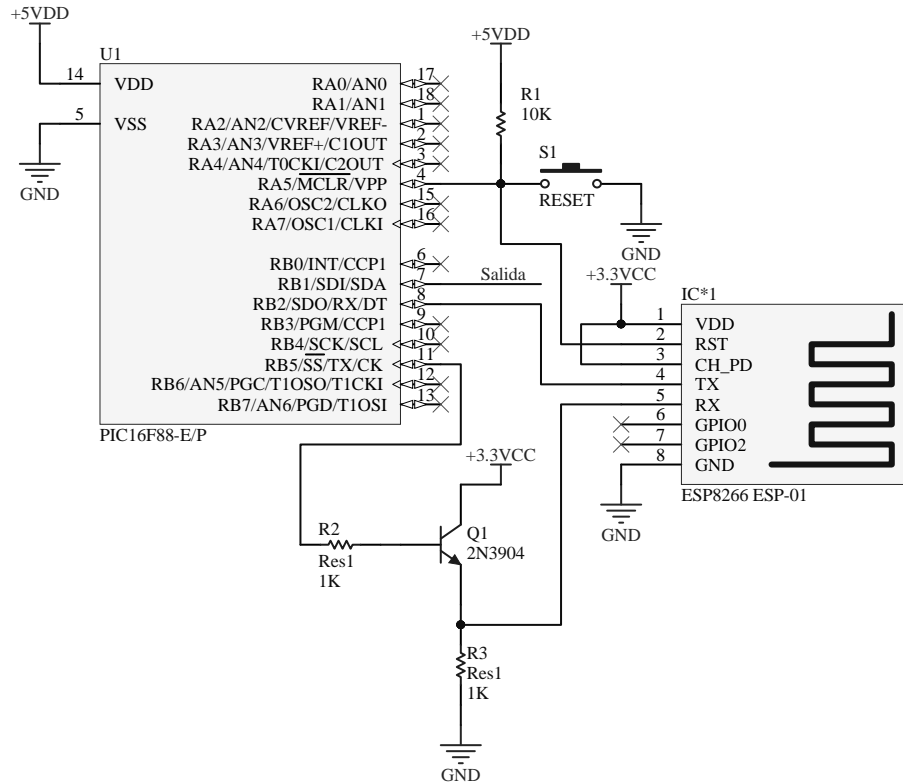 +5VDD
U1
14
VDD
5
VSS
GND
RA0/AN0
17
RA1/AN1
18
RA2/AN2/CVREF/VREF-
1
RA3/AN3/VREF+/C1OUT
2
RA4/AN4/T0CKI/C2OUT
3
RA5/MCLR/VPP
4
RA6/OSC2/CLKO
15
RA7/OSC1/CLKI
16
RB0/INT/CCP1
6
RB1/SDI/SDA
7
RB2/SDO/RX/DT
8
RB3/PGM/CCP1
9
RB4/SCK/SCL
10
RB5/SS/TX/CK
11
RB6/AN5/PGC/T1OSO/T1CKI
12
RB7/AN6/PGD/T1OSI
13
PIC16F88-E/P
+5VDD
R1
10K
S1
RESET
GND
Salida
+3.3VCC
IC*1
1
VDD
2
RST
3
CH_PD
4
TX
5
RX
6
GPIO0
7
GPIO2
8
GND
ESP8266 ESP-01
GND
+3.3VCC
R2
Res1
1K
Q1
2N3904
R3
Res1
1K
GND